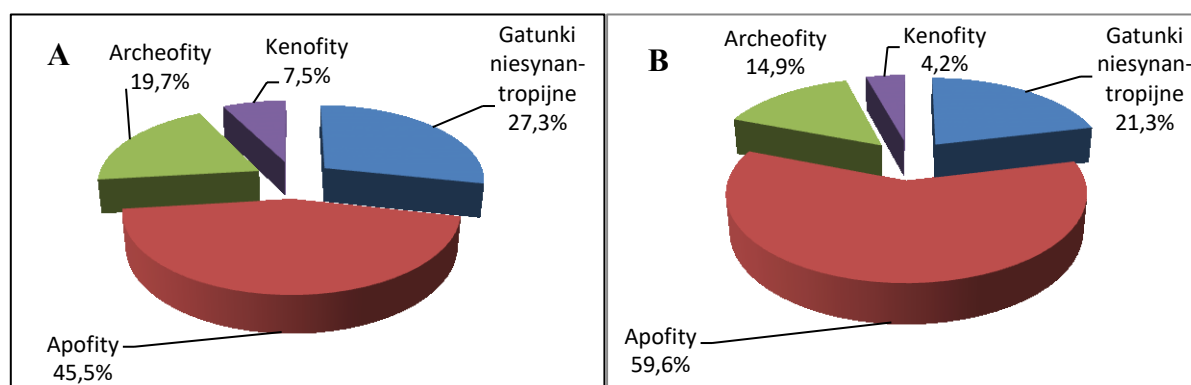 A
Archeofity
19,7%
Kenofity
7,5%
Gatunki
niesynan-
tropijne
27,3%
Apofity
45,5%
B
Archeofity
14,9%
Kenofity
4,2%
Gatunki
niesynan-
tropijne
21,3%
Apofity
59,6%